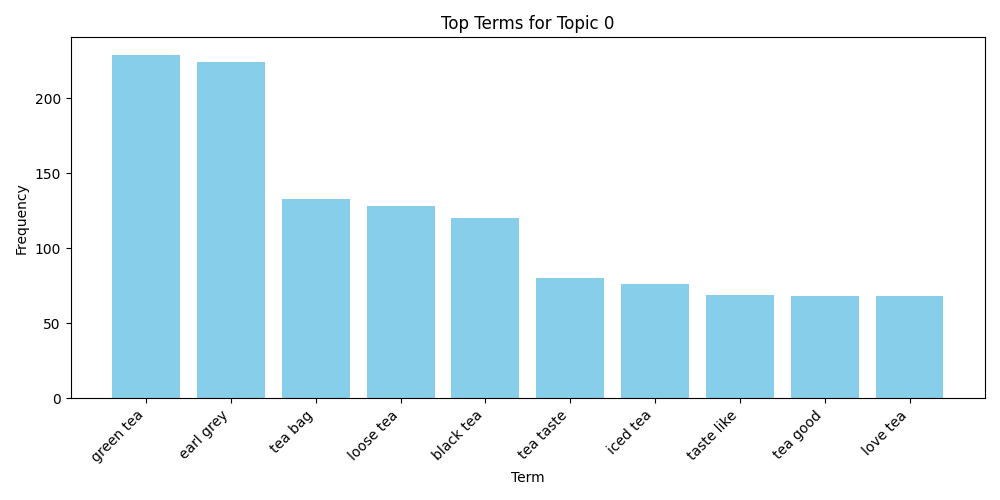 Top Terms for Topic 0
Frequency
200
150
100
50
0
green tea
earl grey
tea bag
loose tea
black tea
tea taste
iced tea
taste like
tea good
love tea
Term